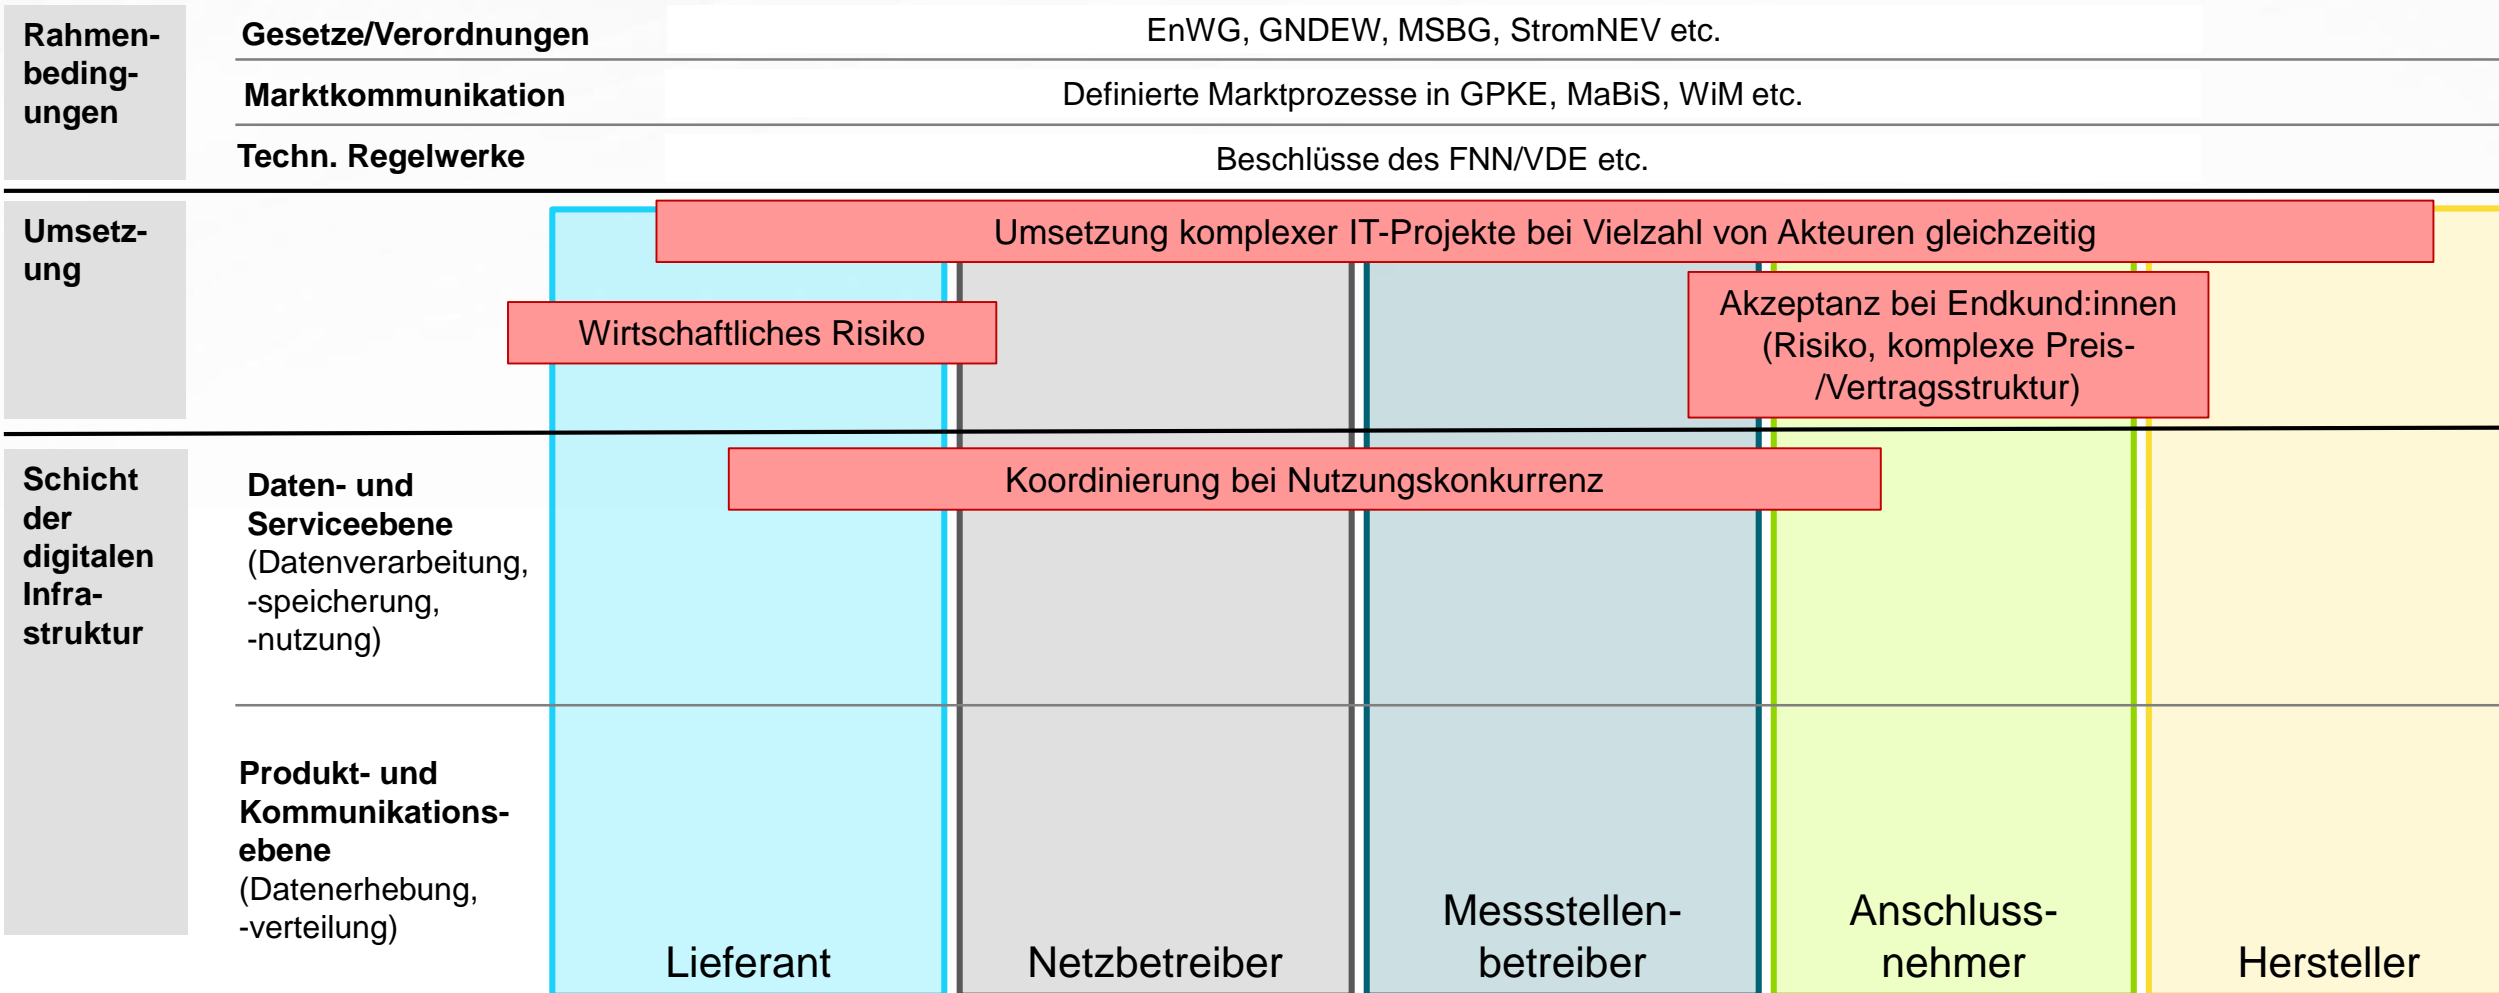 Rahmen-
beding-
ungen
Gesetze/Verordnungen
EnWG, GNDEW, MSBG, StromNEV etc.
Marktkommunikation
Definierte Marktprozesse in GPKE, MaBiS, WiM etc.
Techn. Regelwerke
Beschlüsse des FNN/VDE etc.
Umsetz-
ung
Umsetzung komplexer IT-Projekte bei Vielzahl von Akteuren gleichzeitig
Wirtschaftliches Risiko
Akzeptanz bei Endkund:innen
(Risiko, komplexe Preis-
/Vertragsstruktur)
Schicht
der
digitalen
Infra-
struktur
Daten- und
Serviceebene
(Datenverarbeitung,
-speicherung,
-nutzung)
Koordinierung bei Nutzungskonkurrenz
Produkt- und
Kommunikations-
ebene
(Datenerhebung,
-verteilung)
Lieferant
Netzbetreiber
Messstellen-
betreiber
Anschluss-
nehmer
Hersteller